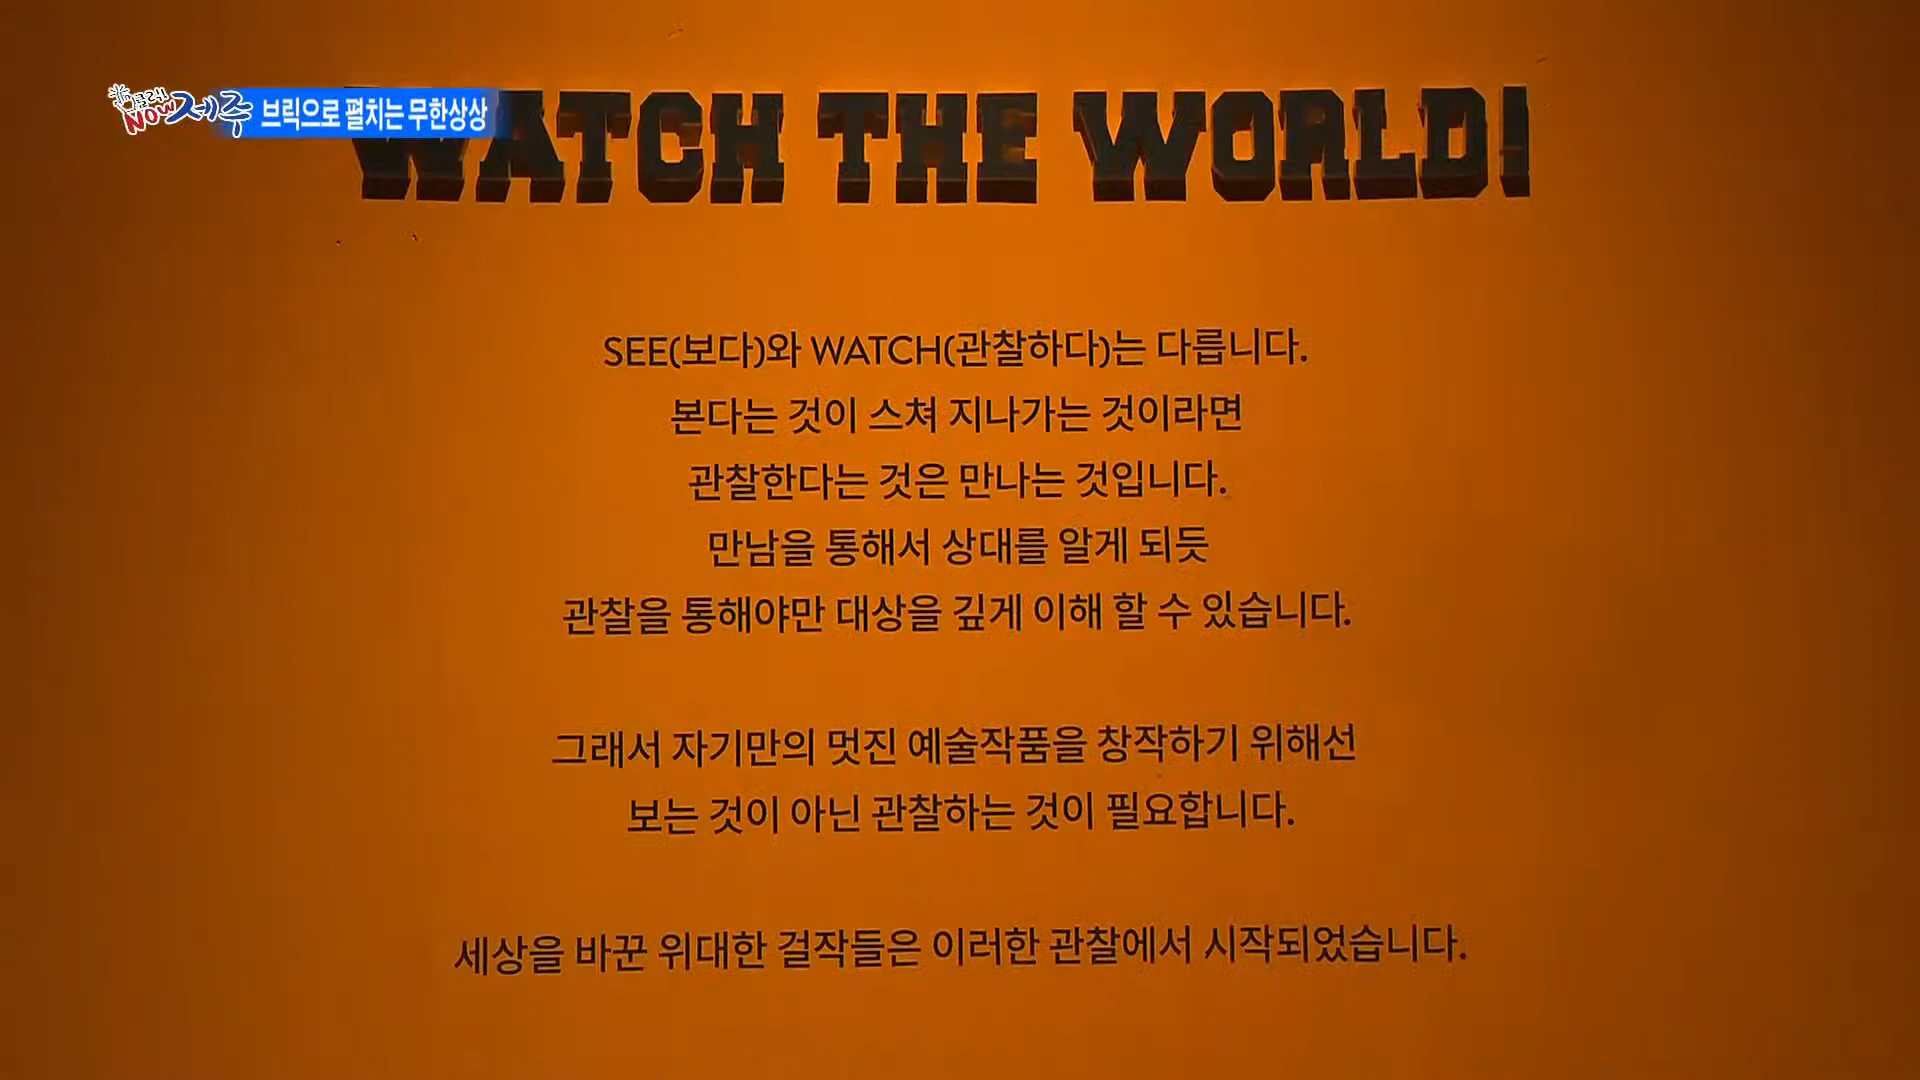 클릭! NOW 제주 브릭으로 펼치는 무한상상
WATCH THE WORLD!
SEE(보다)와 WATCH(관찰하다)는 다릅니다.
본다는 것이 스쳐 지나가는 것이라면
관찰한다는 것은 만나는 것입니다.
만남을 통해서 상대를 알게 되듯
관찰을 통해야만 대상을 깊게 이해 할 수 있습니다.
그래서 자기만의 멋진 예술작품을 창작하기 위해선
보는 것이 아닌 관찰하는 것이 필요합니다.
세상을 바꾼 위대한 걸작들은 이러한 관찰에서 시작되었습니다.